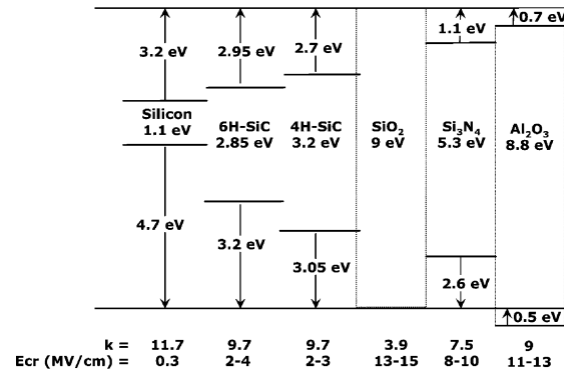 0.7 eV
1.1 eV
3.2 eV 2.95 eV 2.7 eV
Silicon
1.1 eV
6H-SiC
2.85 eV
4H-SiC
3.2 eV
SiO₂
9 eV
Si₃N₄
5.3 eV
Al₂O₃
8.8 eV
4.7 eV
3.2 eV
3.05 eV
2.6 eV
0.5 eV
k = 11.7 9.7 9.7 3.9 7.5 9
Ecr (MV/cm) = 0.3 2-4 2-3 13-15 8-10 11-13